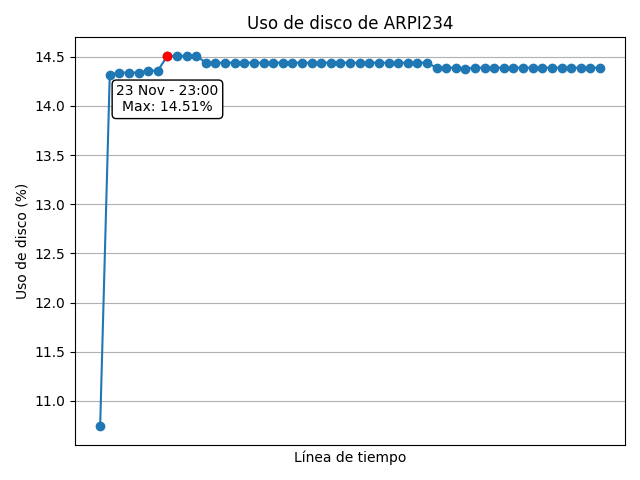 Uso de disco de ARPI234
14.5
14.0
13.5
13.0
12.5
12.0
11.5
11.0
Uso de disco (%)
23 Nov - 23:00
Max: 14.51%
Línea de tiempo